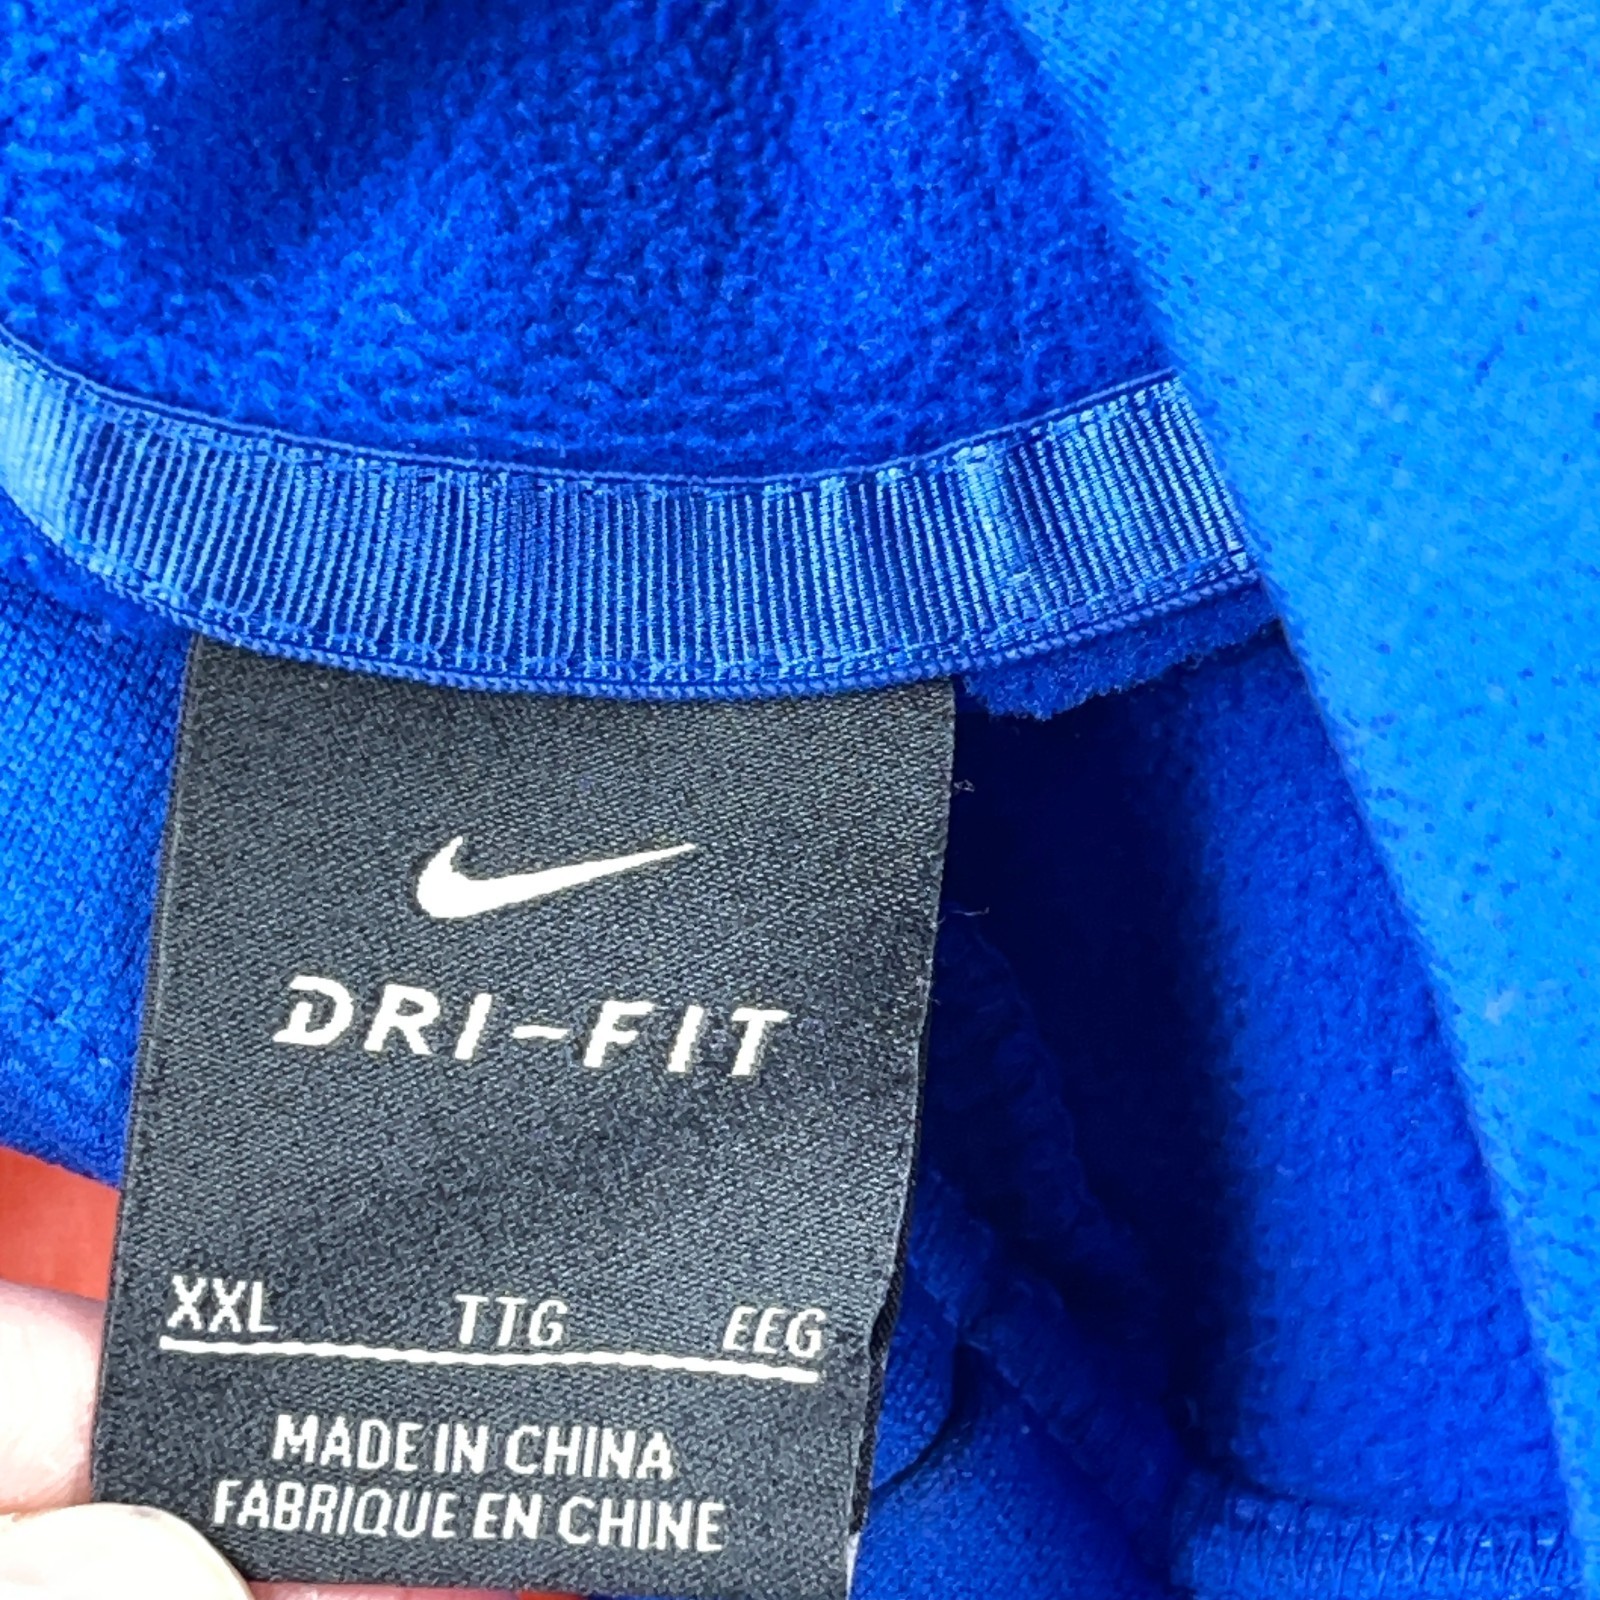 DRI-FIT
XXL TTG EEG
MADE IN CHINA
FABRIQUE EN CHINE